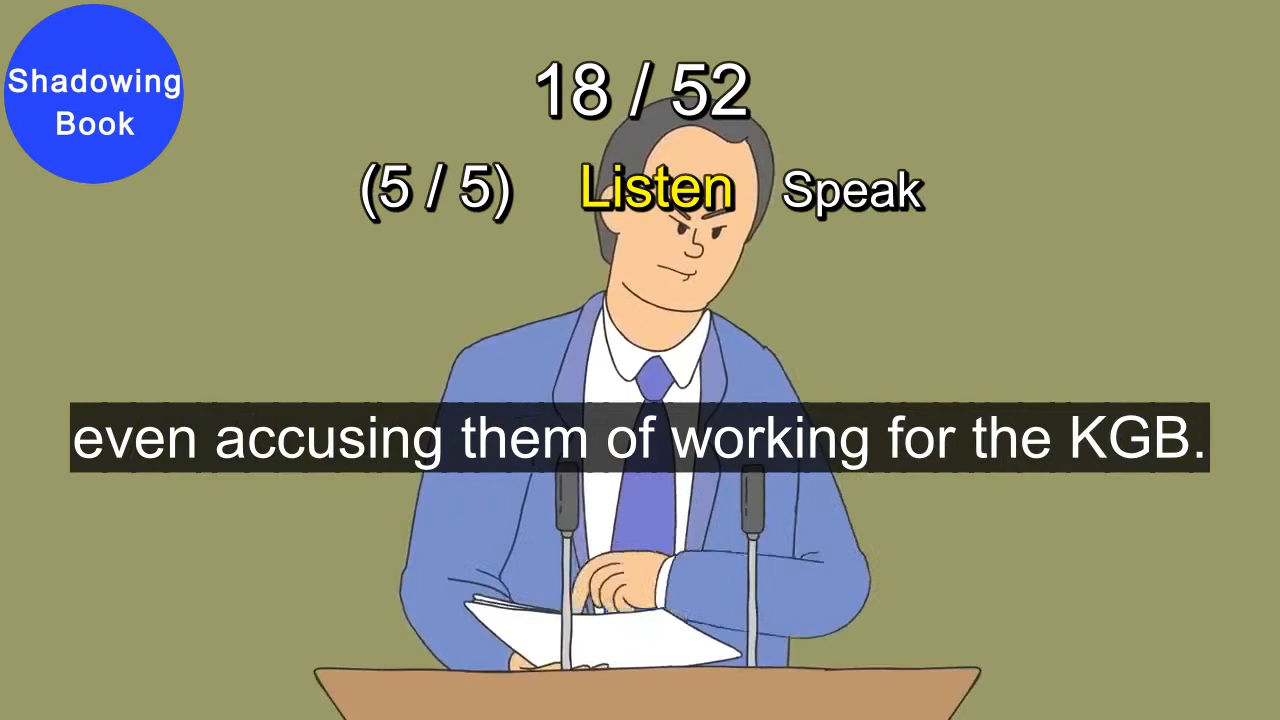 Shadowing
Book
18 / 52
(5 / 5) Listen Speak
even accusing them of working for the KGB.